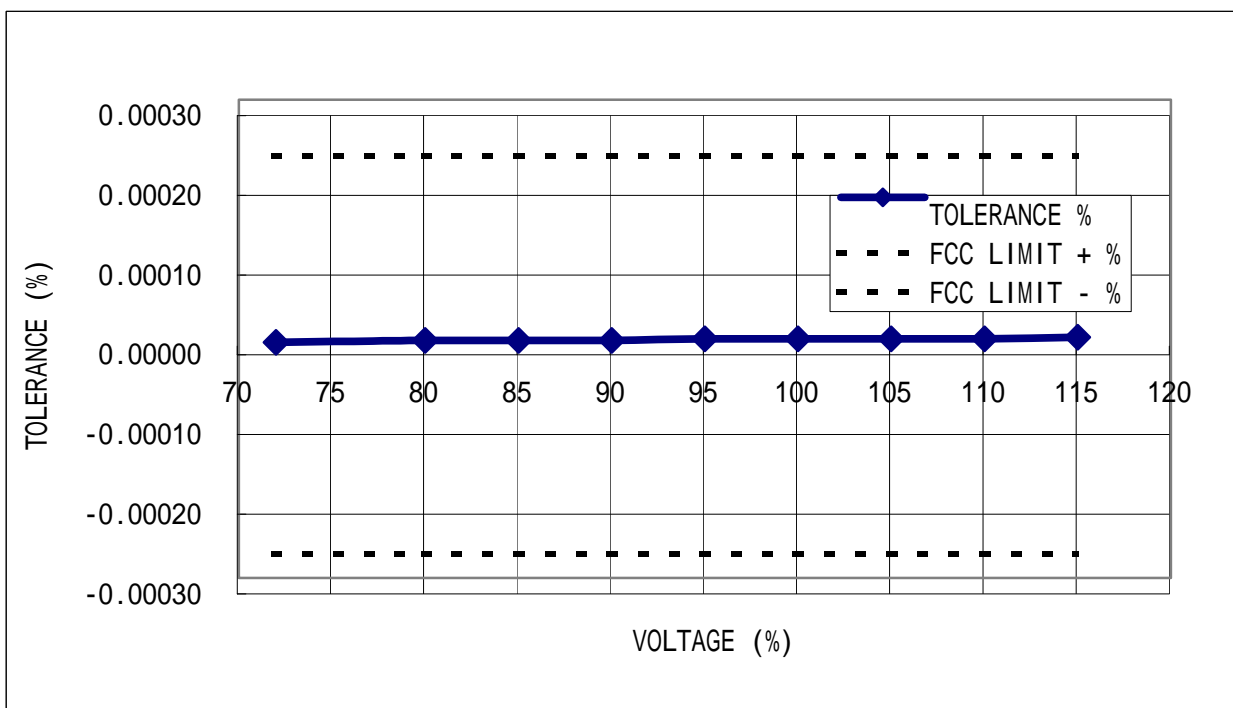 0.00030
0.00020
0.00010
0.00000
-0.00010
-0.00020
-0.00030
TOLERANCE (%)
TOLERANCE %
FCC LIMIT + %
FCC LIMIT - %
70 75 80 85 90 95 100 105 110 115 120
VOLTAGE (%)